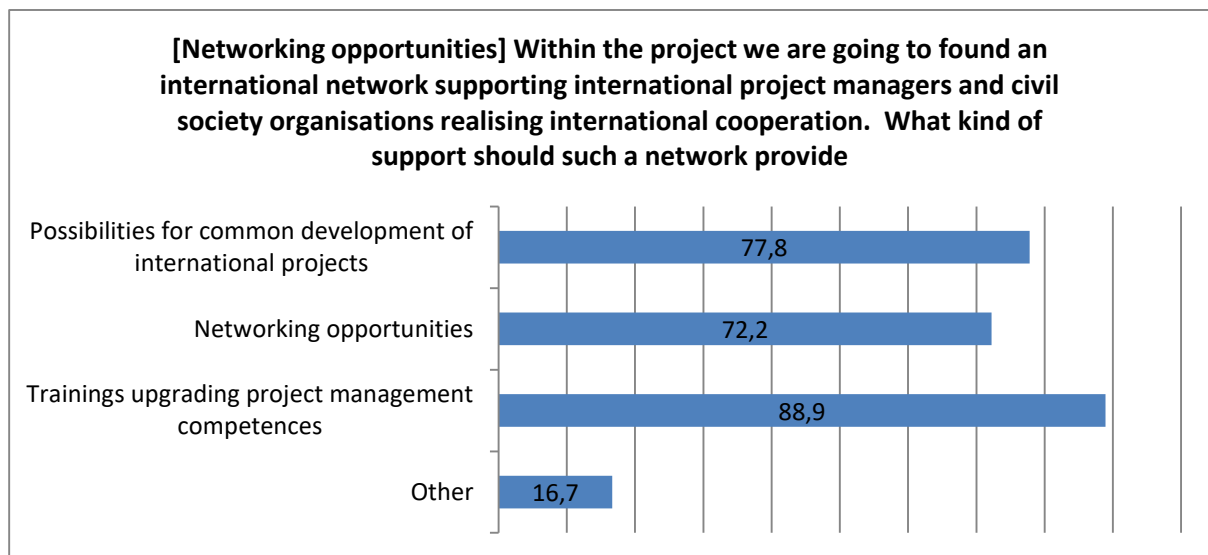 [Networking opportunities] Within the project we are going to found an
international network supporting international project managers and civil
society organisations realising international cooperation.  What kind of
support should such a network provide
Possibilities for common development of
international projects
77,8
Networking opportunities
72,2
Trainings upgrading project management
competences
88,9
Other
16,7